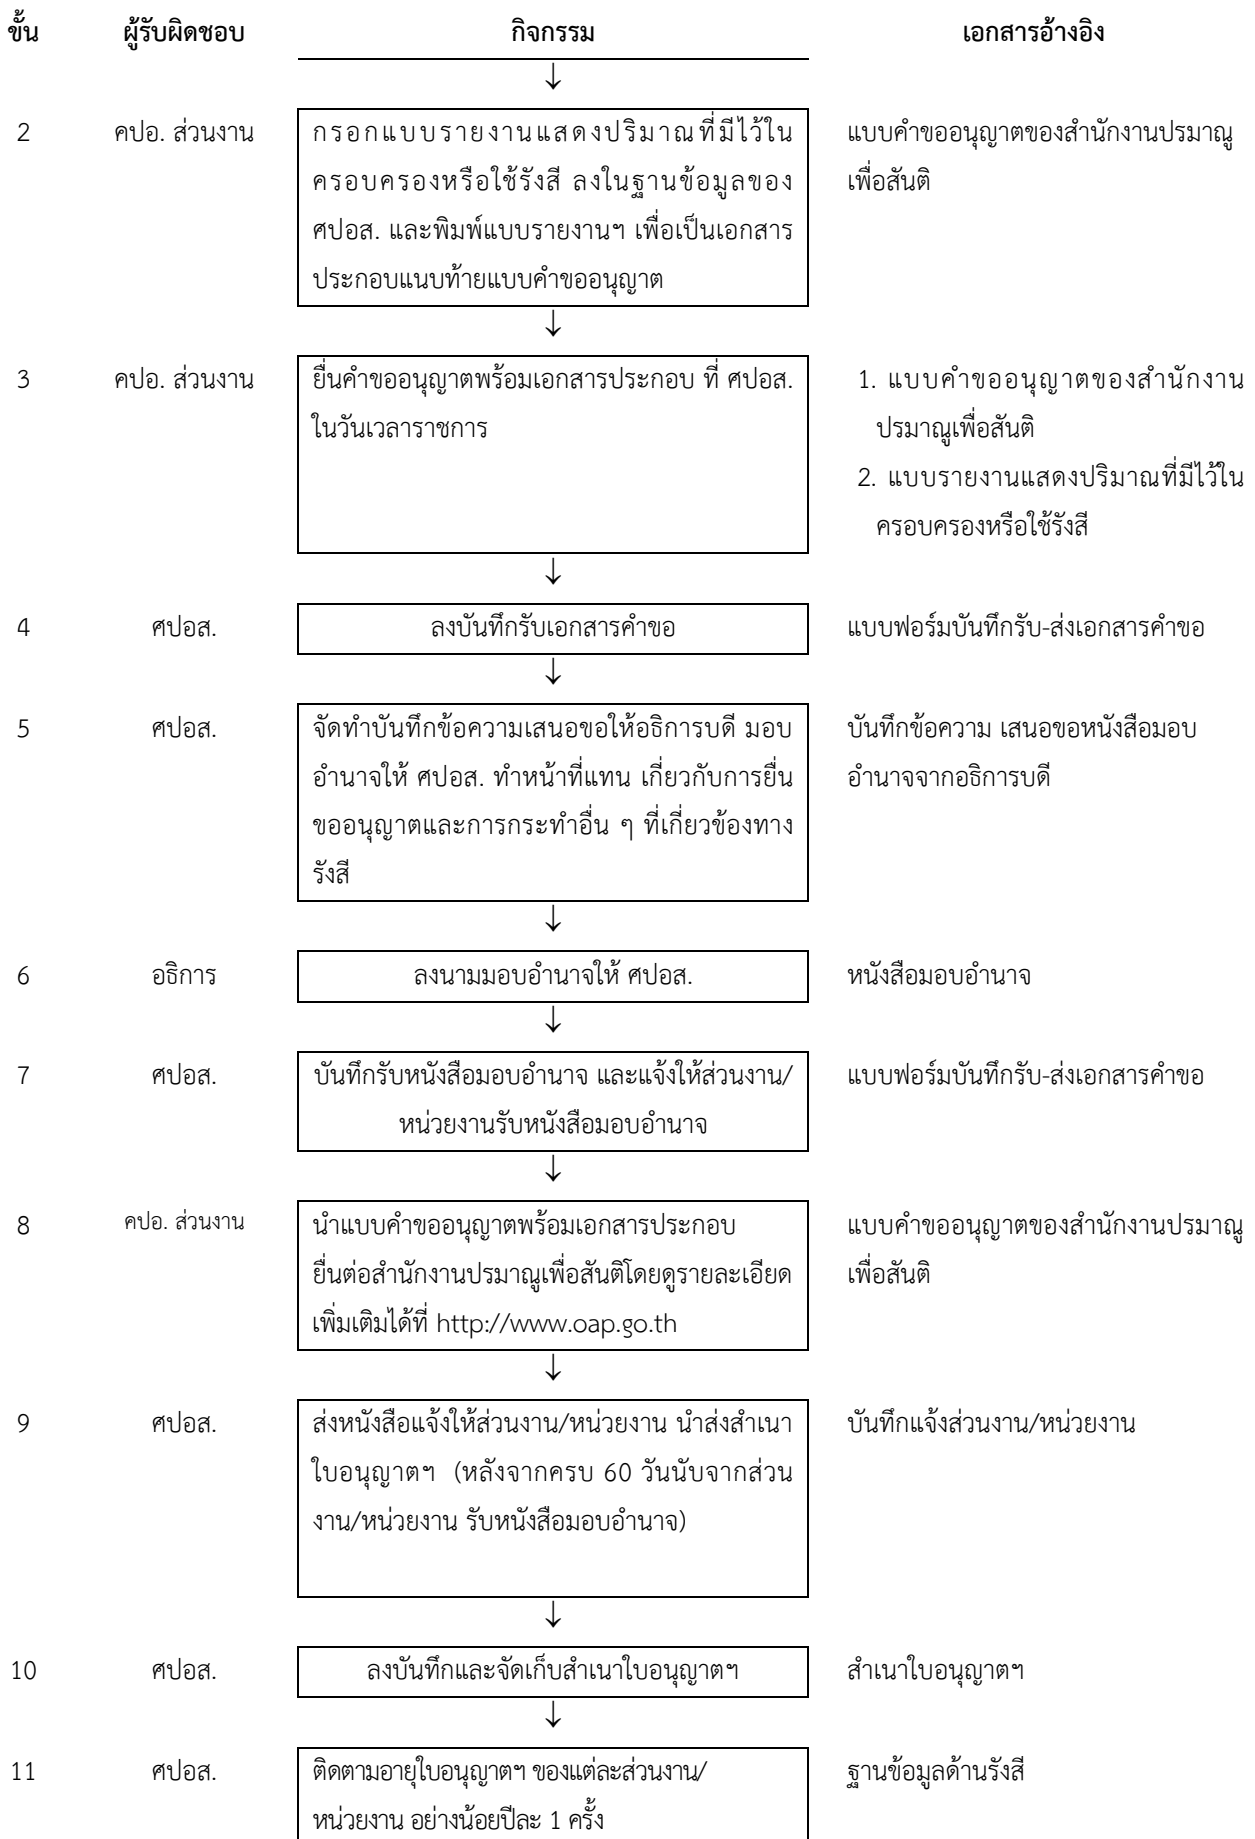 ขั้น ผู้รับผิดชอบ กิจกรรม เอกสารอ้างอิง
↓
2 คปอ. ส่วนงาน กรอกแบบรายงานแสดงปริมาณที่มีไว้ใน แบบคำขออนุญาตของสำนักงานปรมาณู
ครอบครองหรือใช้รังสี ลงในฐานข้อมูลของ เพื่อสันติ
ศปอส. และพิมพ์แบบรายงานฯ เพื่อเป็นเอกสาร
ประกอบแนบท้ายแบบคำขออนุญาต
↓
3 คปอ. ส่วนงาน ยื่นคำขออนุญาตพร้อมเอกสารประกอบ ที่ ศปอส. 1. แบบคำขออนุญาตของสำนักงาน
ในวันเวลาราชการ ปรมาณูเพื่อสันติ
2. แบบรายงานแสดงปริมาณที่มีไว้ใน
ครอบครองหรือใช้รังสี
↓
4 ศปอส. ลงบันทึกรับเอกสารคำขอ แบบฟอร์มบันทึกรับ-ส่งเอกสารคำขอ
↓
5 ศปอส. จัดทำบันทึกข้อความเสนอขอให้อธิการบดี มอบ บันทึกข้อความ เสนอขอหนังสือมอบ
อำนาจให้ ศปอส. ทำหน้าที่แทน เกี่ยวกับการยื่น อำนาจจากอธิการบดี
ขออนุญาตและการกระทำอื่น ๆ ที่เกี่ยวข้องทาง
รังสี
↓
6 อธิการ ลงนามมอบอำนาจให้ ศปอส. หนังสือมอบอำนาจ
↓
7 ศปอส. บันทึกรับหนังสือมอบอำนาจ และแจ้งให้ส่วนงาน/ แบบฟอร์มบันทึกรับ-ส่งเอกสารคำขอ
หน่วยงานรับหนังสือมอบอำนาจ
↓
8 คปอ. ส่วนงาน นำแบบคำขออนุญาตพร้อมเอกสารประกอบ แบบคำขออนุญาตของสำนักงานปรมาณู
ยื่นต่อสำนักงานปรมาณูเพื่อสันติโดยดูรายละเอียด เพื่อสันติ
เพิ่มเติมได้ที่ http://www.oap.go.th
↓
9 ศปอส. ส่งหนังสือแจ้งให้ส่วนงาน/หน่วยงาน นำส่งสำเนา บันทึกแจ้งส่วนงาน/หน่วยงาน
ใบอนุญาตฯ (หลังจากครบ 60 วันนับจากส่วน
งาน/หน่วยงาน รับหนังสือมอบอำนาจ)
↓
10 ศปอส. ลงบันทึกและจัดเก็บสำเนาใบอนุญาตฯ สำเนาใบอนุญาตฯ
↓
11 ศปอส. ติดตามอายุใบอนุญาตฯ ของแต่ละส่วนงาน/ ฐานข้อมูลด้านรังสี
หน่วยงาน อย่างน้อยปีละ 1 ครั้ง